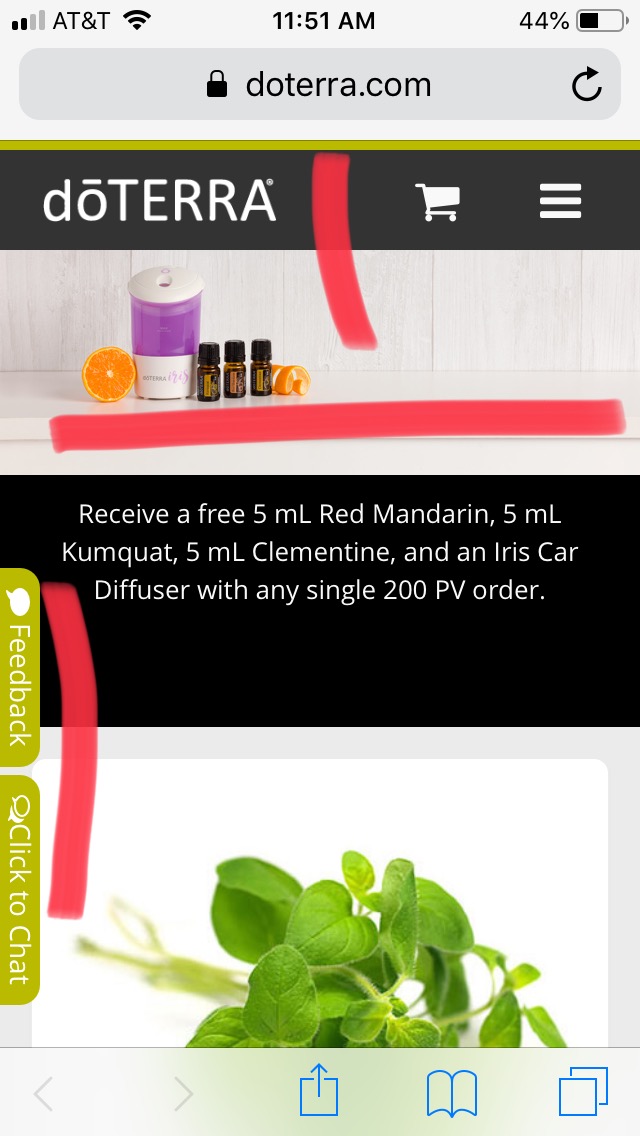 AT&T 11:51 AM 44%
doterra.com
dōTERRA®
dōTERRA iris
Receive a free 5 mL Red Mandarin, 5 mL
Kumquat, 5 mL Clementine, and an Iris Car
Diffuser with any single 200 PV order.
Feedback
Click to Chat